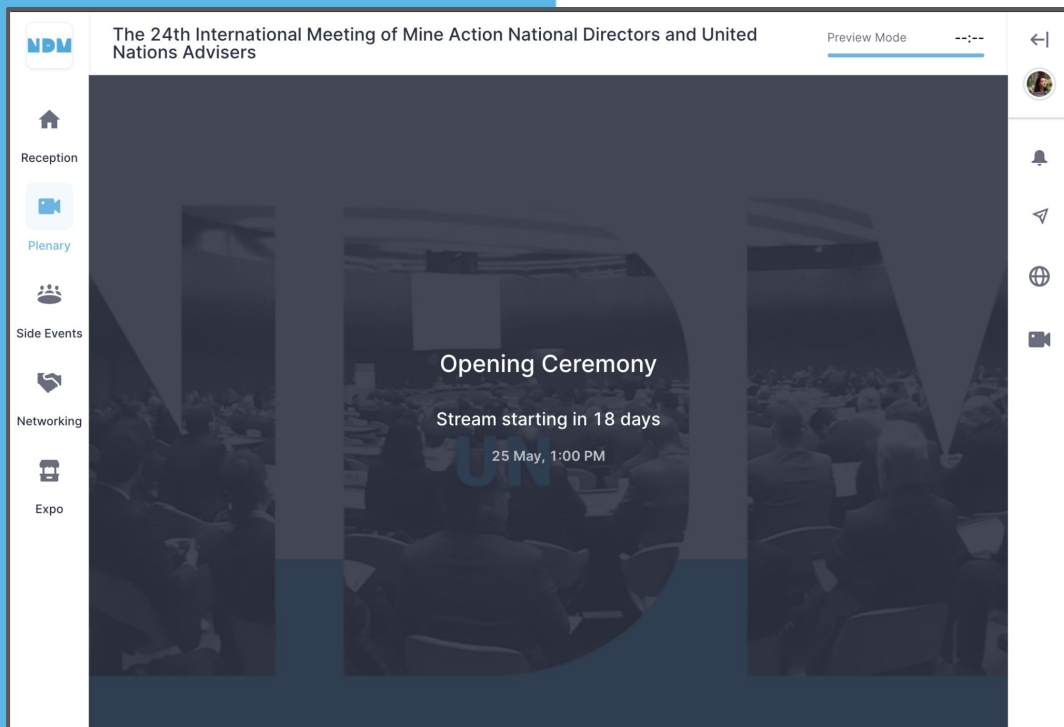 NDM
The 24th International Meeting of Mine Action National Directors and United
Nations Advisers
Preview Mode
--:--
Reception
Plenary
Side Events
Networking
Expo
NDM
Opening Ceremony
Stream starting in 18 days
25 May, 1:00 PM
UN